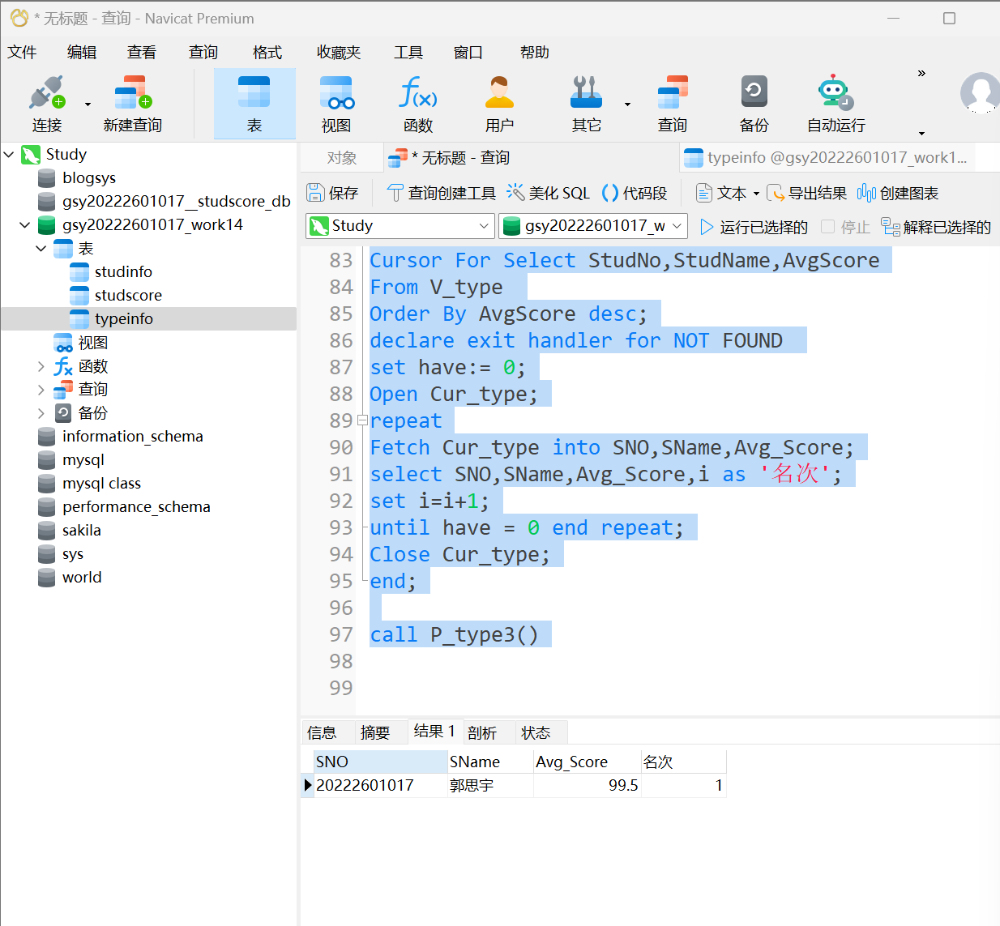 * 无标题 - 查询 - Navicat Premium
文件 编辑 查看 查询 格式 收藏夹 工具 窗口 帮助
连接 新建查询 表 视图 函数 用户 其它 查询 备份 自动运行
Study
blogsys
gsy20222601017__studscore_db
gsy20222601017_work14
表
studinfo
studscore
typeinfo
视图
函数
查询
备份
information_schema
mysql
mysql class
performance_schema
sakila
sys
world
对象 * 无标题 - 查询 typeinfo @gsy20222601017_work1...
保存 查询创建工具 美化 SQL () 代码段 文本 导出结果 创建图表
Study gsy20222601017_w 运行已选择的 停止 解释已选择的
83 Cursor For Select StudNo,StudName,AvgScore
84 From V_type
85 Order By AvgScore desc;
86 declare exit handler for NOT FOUND
87 set have:= 0;
88 Open Cur_type;
89 repeat
90 Fetch Cur_type into SNO,SName,Avg_Score;
91 select SNO,SName,Avg_Score,i as '名次';
92 set i=i+1;
93 until have = 0 end repeat;
94 Close Cur_type;
95 end;
96
97 call P_type3()
98
99
信息 摘要 结果 1 剖析 状态
SNO SName Avg_Score 名次
20222601017 郭思宇 99.5 1